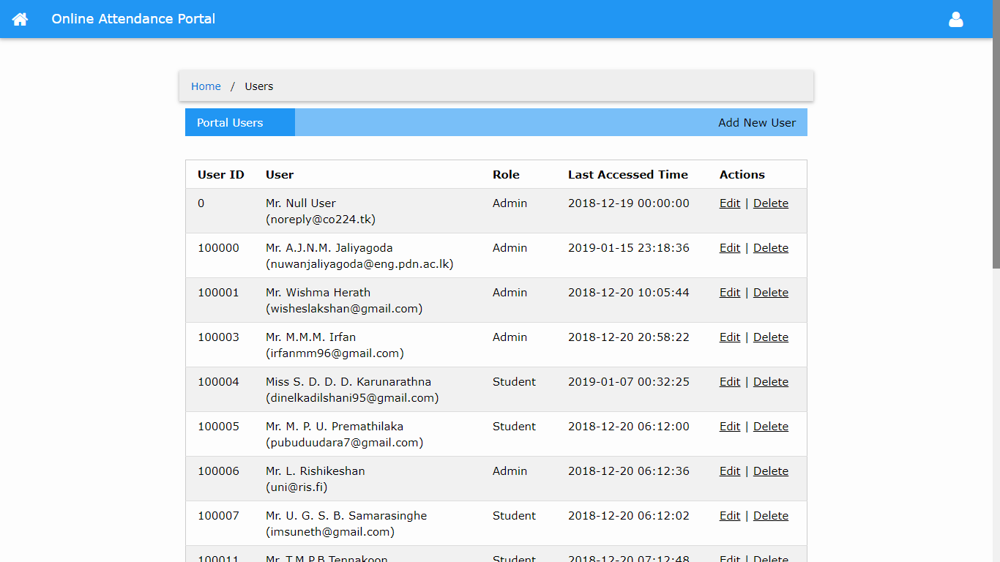 Online Attendance Portal
Home / Users
Portal Users Add New User
User ID User Role Last Accessed Time Actions
0 Mr. Null User Admin 2018-12-19 00:00:00 Edit | Delete
(noreply@co224.tk)
100000 Mr. A.J.N.M. Jaliyagoda Admin 2019-01-15 23:18:36 Edit | Delete
(nuwanjaliyagoda@eng.pdn.ac.lk)
100001 Mr. Wishma Herath Admin 2018-12-20 10:05:44 Edit | Delete
(wisheslakshan@gmail.com)
100003 Mr. M.M.M. Irfan Admin 2018-12-20 20:58:22 Edit | Delete
(irfanmm96@gmail.com)
100004 Miss S. D. D. D. Karunarathna Student 2019-01-07 00:32:25 Edit | Delete
(dinelkadilshani95@gmail.com)
100005 Mr. M. P. U. Premathilaka Student 2018-12-20 06:12:00 Edit | Delete
(pubuduudara7@gmail.com)
100006 Mr. L. Rishikeshan Admin 2018-12-20 06:12:36 Edit | Delete
(uni@ris.fi)
100007 Mr. U. G. S. B. Samarasinghe Student 2018-12-20 06:12:02 Edit | Delete
(imsuneth@gmail.com)
100011 Mr. T.M.P.B.Tennakoon Student 2018-12-20 07:12:48 Edit | Delete